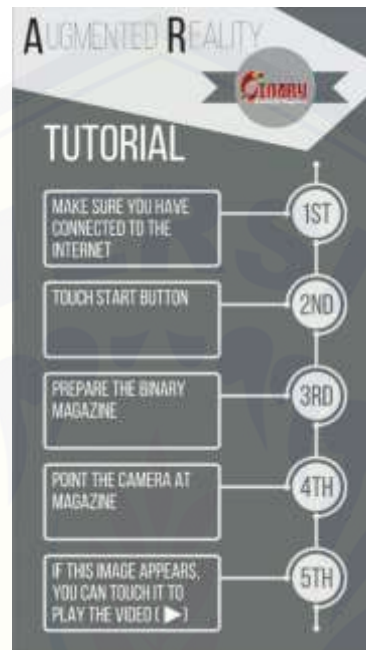 AUGMENTED REALITY
BINARY
TUTORIAL
MAKE SURE YOU HAVE
CONNECTED TO THE
INTERNET
1ST
TOUCH START BUTTON
2ND
PREPARE THE BINARY
MAGAZINE
3RD
POINT THE CAMERA AT
MAGAZINE
4TH
IF THIS IMAGE APPEARS,
YOU CAN TOUCH IT TO
PLAY THE VIDEO (▶)
5TH